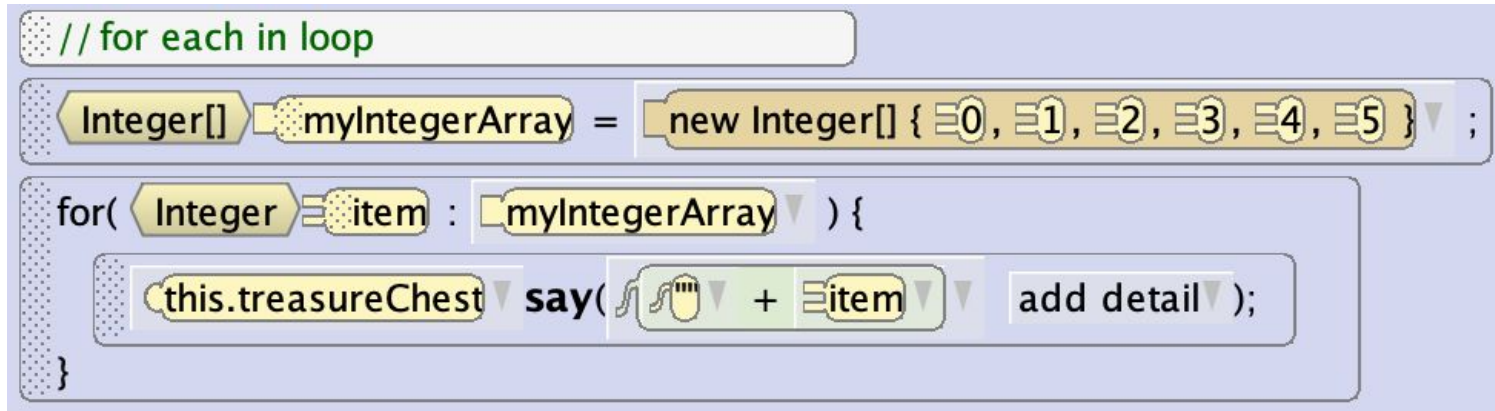 // for each in loop
Integer[] myIntegerArray = new Integer[] { 0, 1, 2, 3, 4, 5 } ;
for( Integer item : myIntegerArray ) {
this.treasureChest say( "" + item add detail );
}